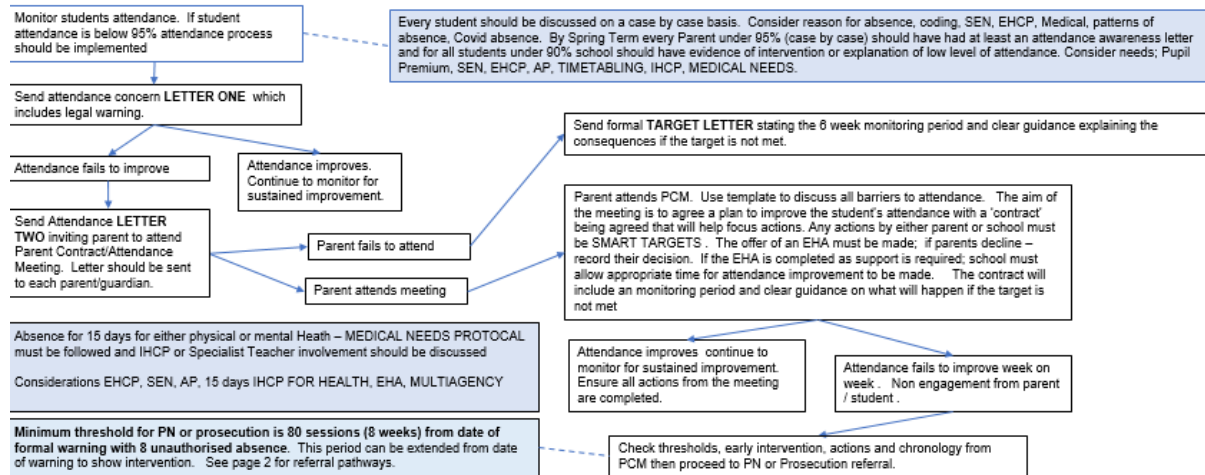 Monitor students attendance. If student
attendance is below 95% attendance process
should be implemented
Every student should be discussed on a case by case basis. Consider reason for absence, coding, SEN, EHCP, Medical, patterns of
absence, Covid absence. By Spring Term every Parent under 95% (case by case) should have had at least an attendance awareness letter
and for all students under 90% school should have evidence of intervention or explanation of low level of attendance. Consider needs; Pupil
Premium, SEN, EHCP, AP, TIMETABLING, IHCP, MEDICAL NEEDS.
Send attendance concern LETTER ONE which
includes legal warning.
Send formal TARGET LETTER stating the 6 week monitoring period and clear guidance explaining the
consequences if the target is not met.
Attendance fails to improve
Attendance improves.
Continue to monitor for
sustained improvement.
Send Attendance LETTER
TWO inviting parent to attend
Parent Contract/Attendance
Meeting. Letter should be sent
to each parent/guardian.
Parent fails to attend
Parent attends meeting
Parent attends PCM. Use template to discuss all barriers to attendance. The aim of
the meeting is to agree a plan to improve the student's attendance with a 'contract'
being agreed that will help focus actions. Any actions by either parent or school must
be SMART TARGETS . The offer of an EHA must be made; if parents decline –
record their decision. If the EHA is completed as support is required; school must
allow appropriate time for attendance improvement to be made. The contract will
include an monitoring period and clear guidance on what will happen if the target is
not met
Absence for 15 days for either physical or mental Heath – MEDICAL NEEDS PROTOCAL
must be followed and IHCP or Specialist Teacher involvement should be discussed
Considerations EHCP, SEN, AP, 15 days IHCP FOR HEALTH, EHA, MULTIAGENCY
Attendance improves continue to
monitor for sustained improvement.
Ensure all actions from the meeting
are completed.
Attendance fails to improve week on
week . Non engagement from parent
/ student .
Minimum threshold for PN or prosecution is 80 sessions (8 weeks) from date of
formal warning with 8 unauthorised absence. This period can be extended from date
of warning to show intervention. See page 2 for referral pathways.
Check thresholds, early intervention, actions and chronology from
PCM then proceed to PN or Prosecution referral.